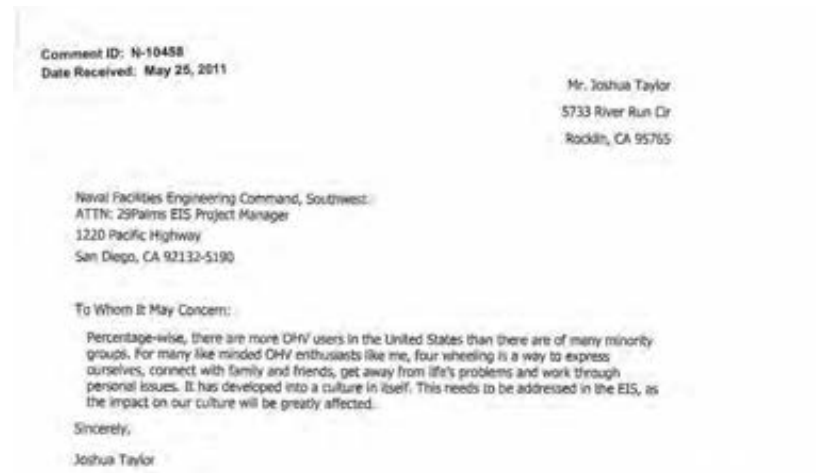 Comment ID: N-10458
Date Received: May 25, 2011
Mr. Joshua Taylor
5733 River Run Cir
Rocklin, CA 95765
Naval Facilities Engineering Command, Southwest
ATTN: 29Palms EIS Project Manager
1220 Pacific Highway
San Diego, CA 92132-5190
To Whom It May Concern:
Percentage-wise, there are more OHV users in the United States than there are of many minority
groups. For many like minded OHV enthusiasts like me, four wheeling is a way to express
ourselves, connect with family and friends, get away from life's problems and work through
personal issues. It has developed into a culture in itself. This needs to be addressed in the EIS, as
the impact on our culture will be greatly affected.
Sincerely,
Joshua Taylor